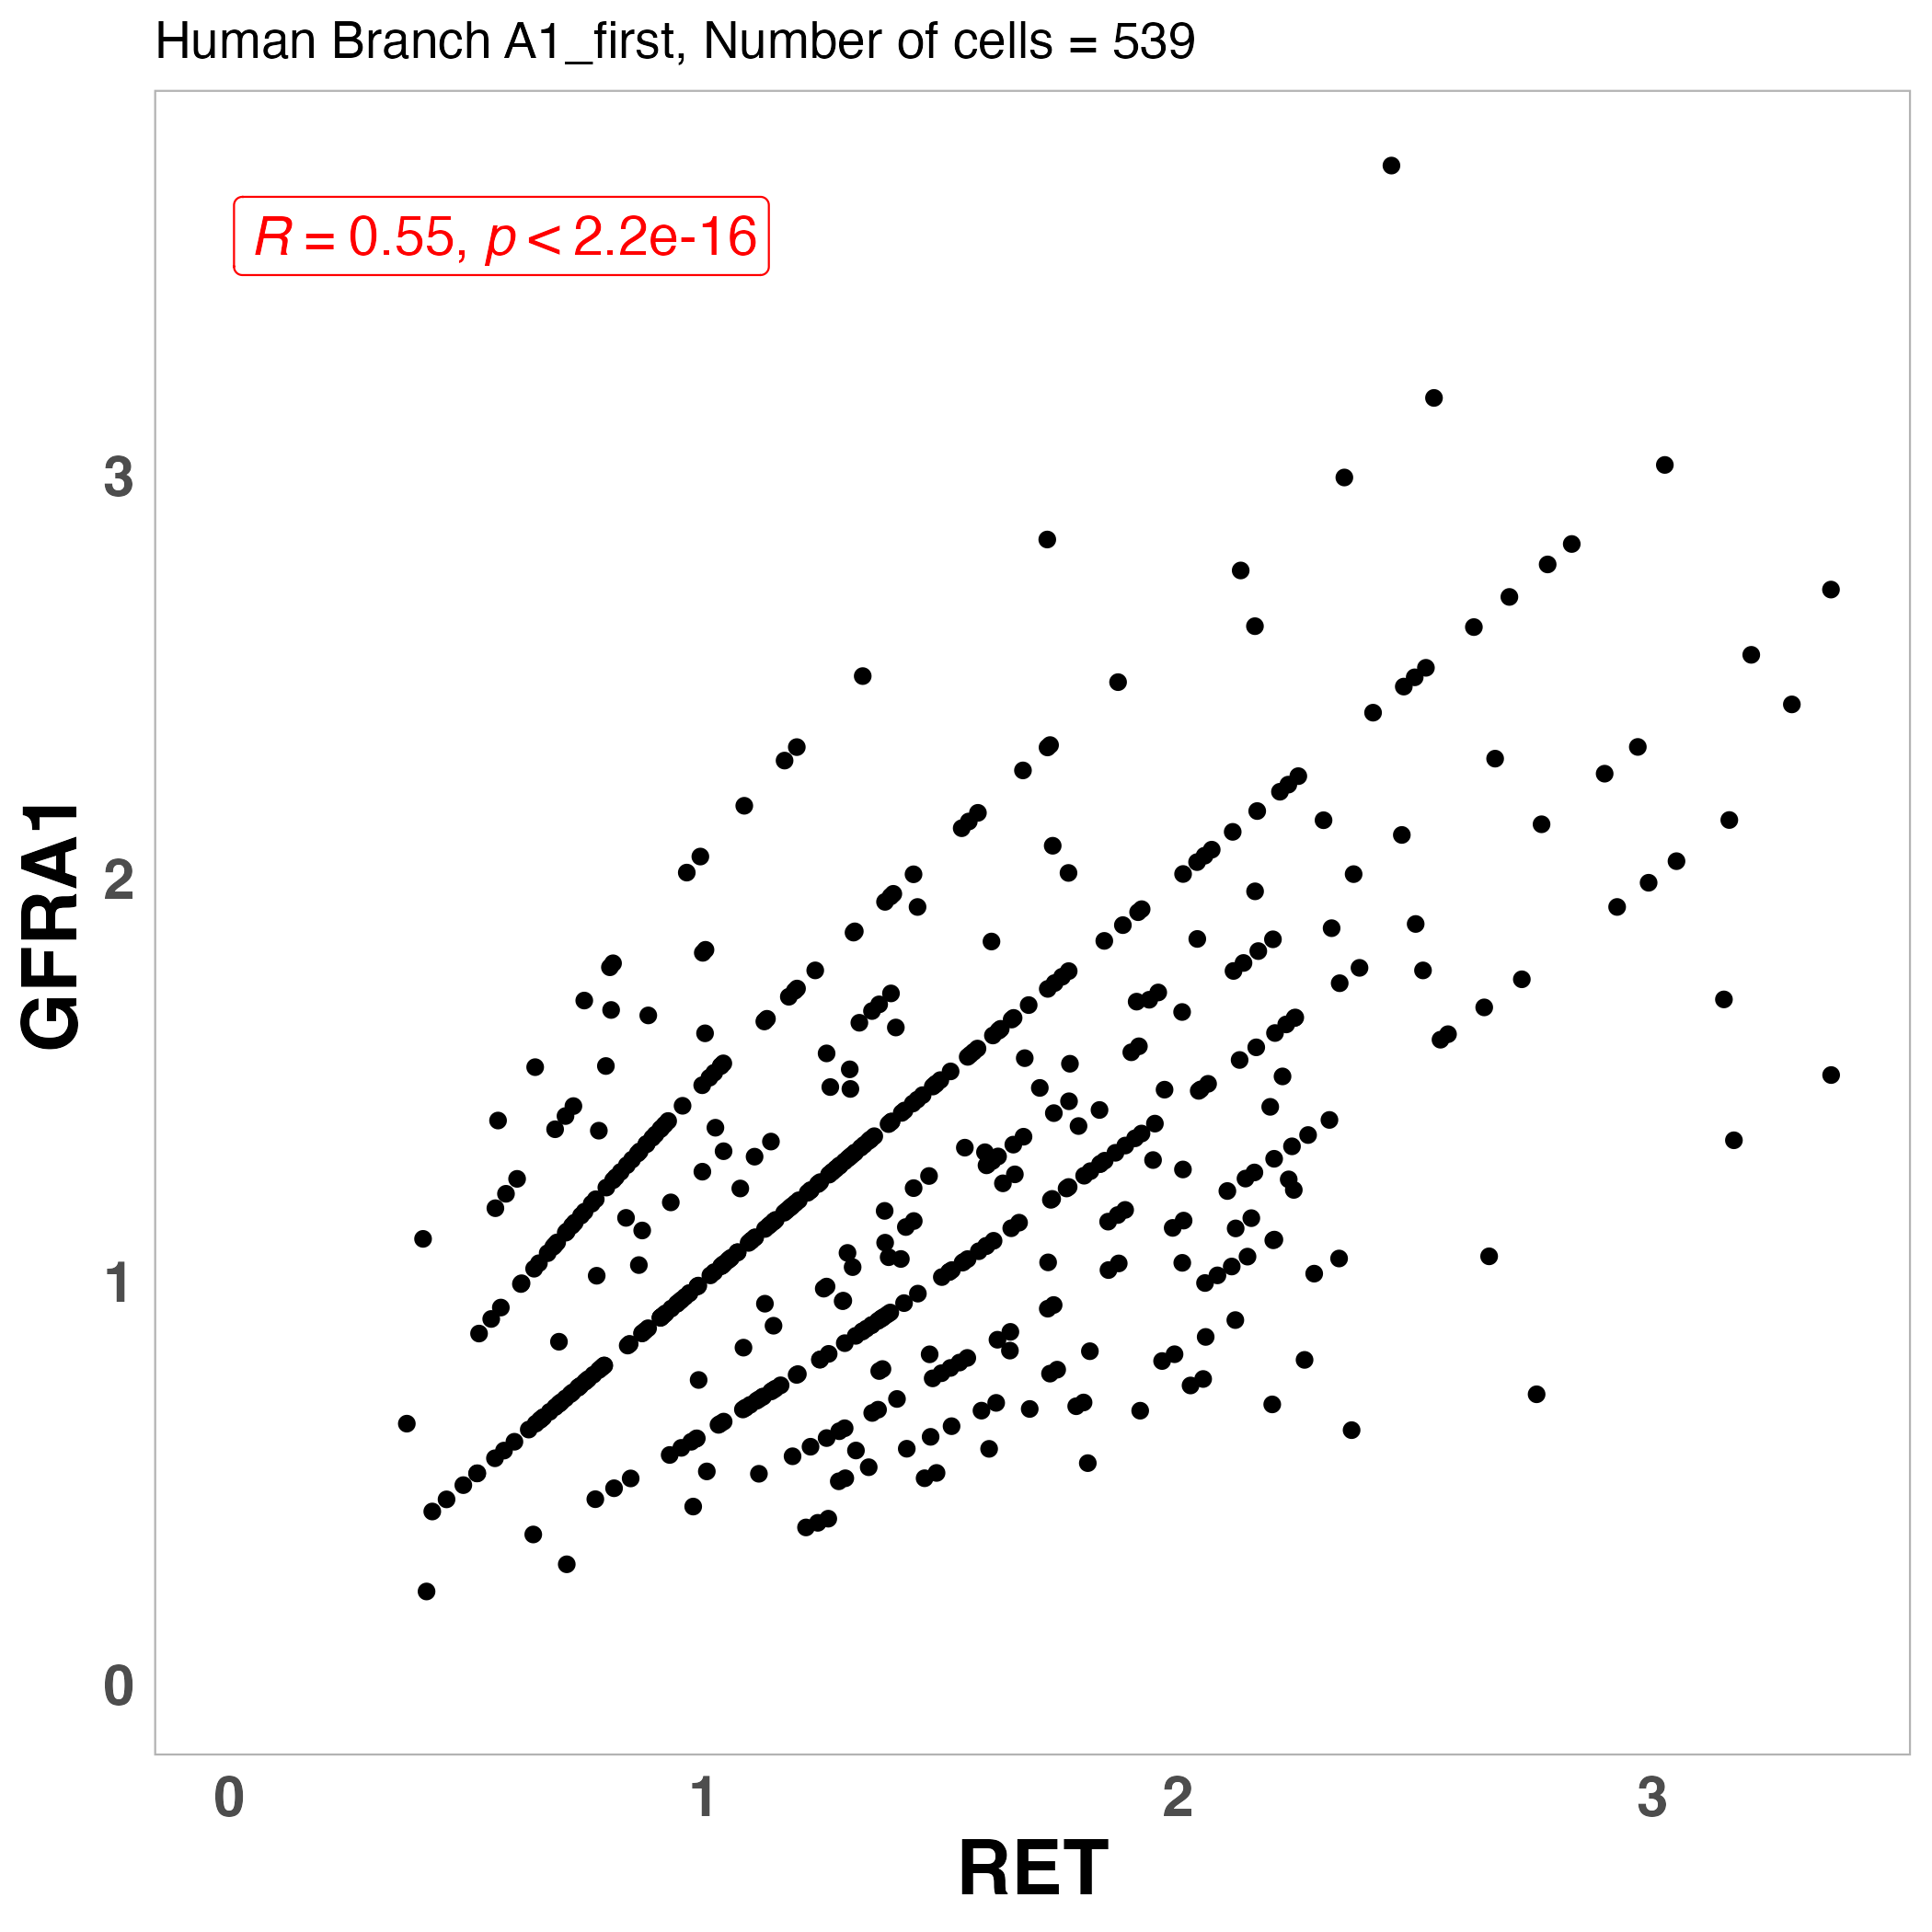 Human Branch A1_first, Number of cells = 539
R = 0.55, p < 2.2e-16
3
2
1
0
GFRA1
0 1 2 3
RET